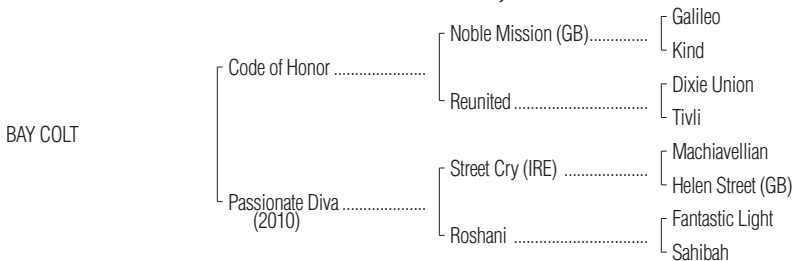 Galileo
Noble Mission (GB)..............
Kind
Code of Honor .......................
Dixie Union
Reunited..................................
Tivli
BAY COLT
Machiavellian
Street Cry (IRE) .....................
Helen Street (GB)
Passionate Diva .....................
(2010)
Fantastic Light
Roshani ..................................
Sahibah